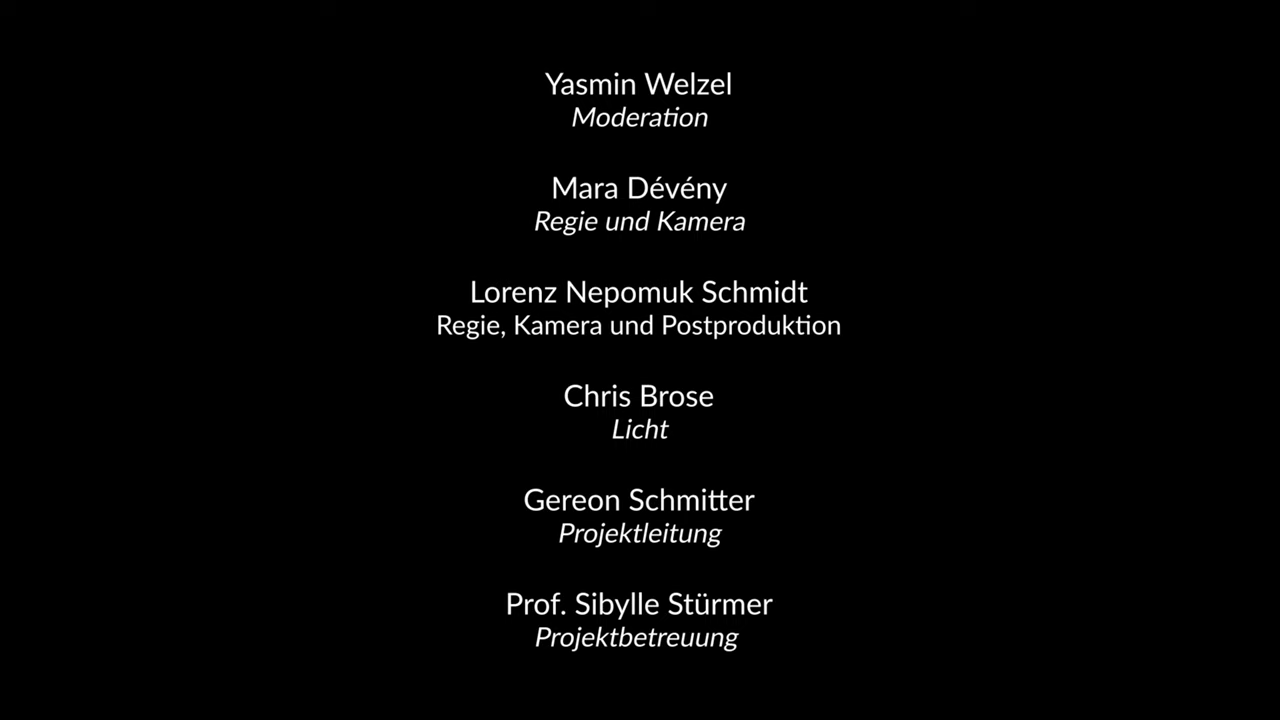 Yasmin Welzel
Moderation
Mara Dévény
Regie und Kamera
Lorenz Nepomuk Schmidt
Regie, Kamera und Postproduktion
Chris Brose
Licht
Gereon Schmitter
Projektleitung
Prof. Sibylle Stürmer
Projektbetreuung